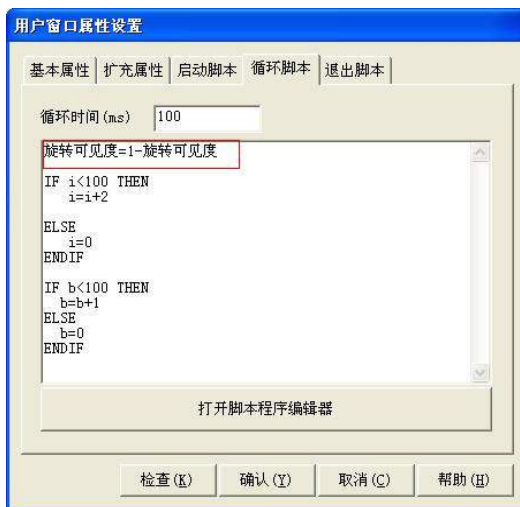 用户窗口属性设置
基本属性 扩充属性 启动脚本 循环脚本 退出脚本
循环时间(ms) 100
旋转可见度=1-旋转可见度
IF i<100 THEN
i=i+2
ELSE
i=0
ENDIF
IF b<100 THEN
b=b+1
ELSE
b=0
ENDIF
打开脚本程序编辑器
检查(K) 确认(Y) 取消(C) 帮助(H)